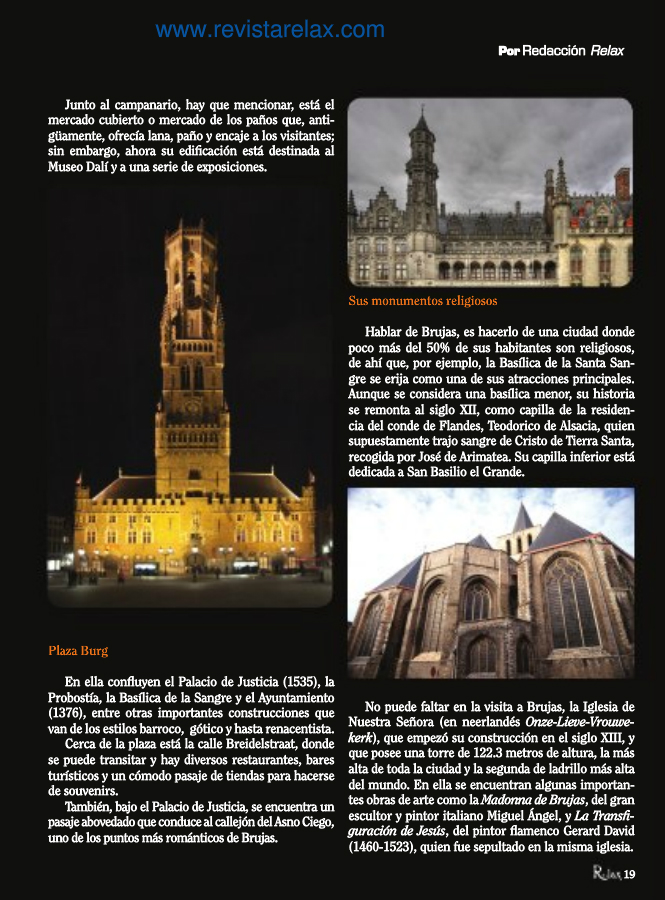 www.revistarelax.com
Por Redacción Relax
Junto al campanario, hay que mencionar, está el
mercado cubierto o mercado de los paños que, anti-
güamente, ofrecía lana, paño y encaje a los visitantes;
sin embargo, ahora su edificación está destinada al
Museo Dalí y a una serie de exposiciones.
Plaza Burg
En ella confluyen el Palacio de Justicia (1535), la
Probostía, la Basílica de la Sangre y el Ayuntamiento
(1376), entre otras importantes construcciones que
van de los estilos barroco, gótico y hasta renacentista.
Cerca de la plaza está la calle Breidelstraat, donde
se puede transitar y hay diversos restaurantes, bares
turísticos y un cómodo pasaje de tiendas para hacerse
de souvenirs.
También, bajo el Palacio de Justicia, se encuentra un
pasaje abovedado que conduce al callejón del Asno Ciego,
uno de los puntos más románticos de Brujas.
Sus monumentos religiosos
Hablar de Brujas, es hacerlo de una ciudad donde
poco más del 50% de sus habitantes son religiosos,
de ahí que, por ejemplo, la Basílica de la Santa San-
gre se erija como una de sus atracciones principales.
Aunque se considera una basílica menor, su historia
se remonta al siglo XII, como capilla de la residen-
cia del conde de Flandes, Teodorico de Alsacia, quien
supuestamente trajo sangre de Cristo de Tierra Santa,
recogida por José de Arimatea. Su capilla inferior está
dedicada a San Basilio el Grande.
No puede faltar en la visita a Brujas, la Iglesia de
Nuestra Señora (en neerlandés Onze-Lieve-Vrouwe-
kerk), que empezó su construcción en el siglo XIII, y
que posee una torre de 122.3 metros de altura, la más
alta de toda la ciudad y la segunda de ladrillo más alta
del mundo. En ella se encuentran algunas importan-
tes obras de arte como la Madonna de Brujas, del gran
escultor y pintor italiano Miguel Ángel, y La Transfi-
guración de Jesús, del pintor flamenco Gerard David
(1460-1523), quien fue sepultado en la misma iglesia.
Relax 19